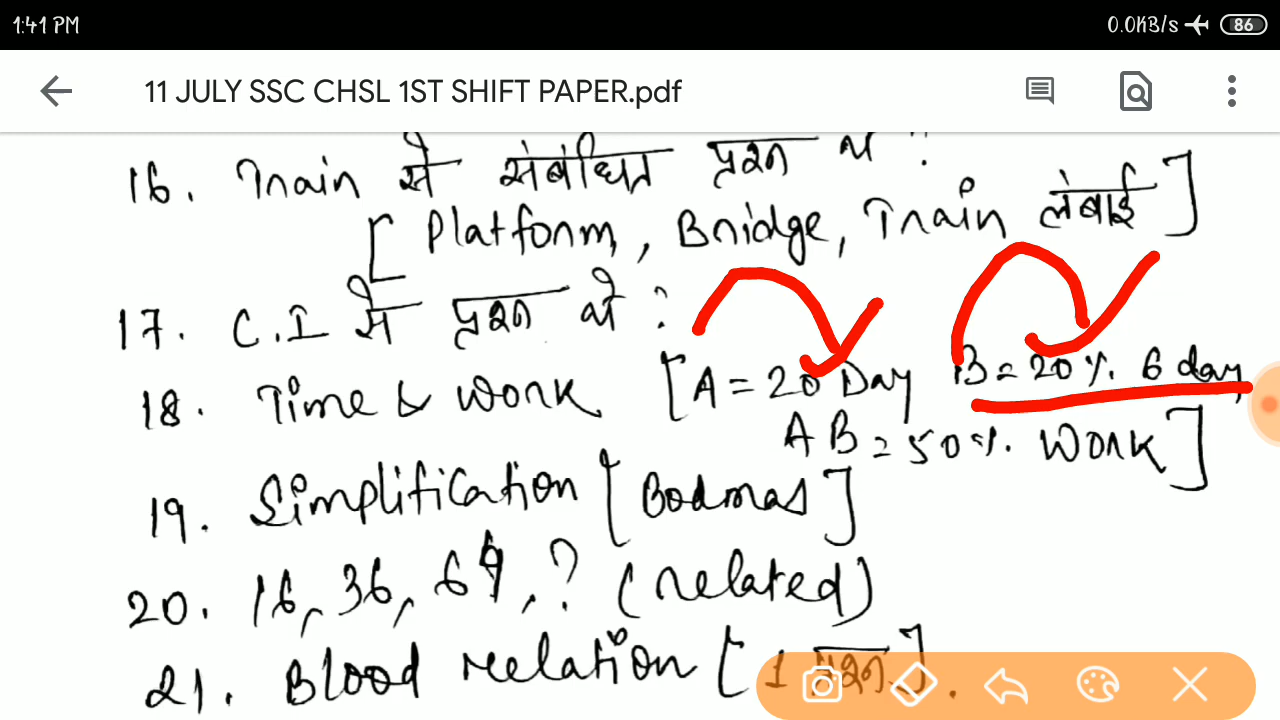 1:41 PM 0.0KB/s 86
11 JULY SSC CHSL 1ST SHIFT PAPER.pdf
16. Train से संबंधित प्रश्न थे ?
[ Platform, Bridge, Train लंबाई ]
17. C.I से प्रश्न थे ?
18. Time & Work [ A = 20 Day B = 20% 6 day,
AB = 50% Work ]
19. Simplification [ Bodmas ]
20. 16, 36, 64, ? (related)
21. Blood reelation [ 1 प्रश्न ].